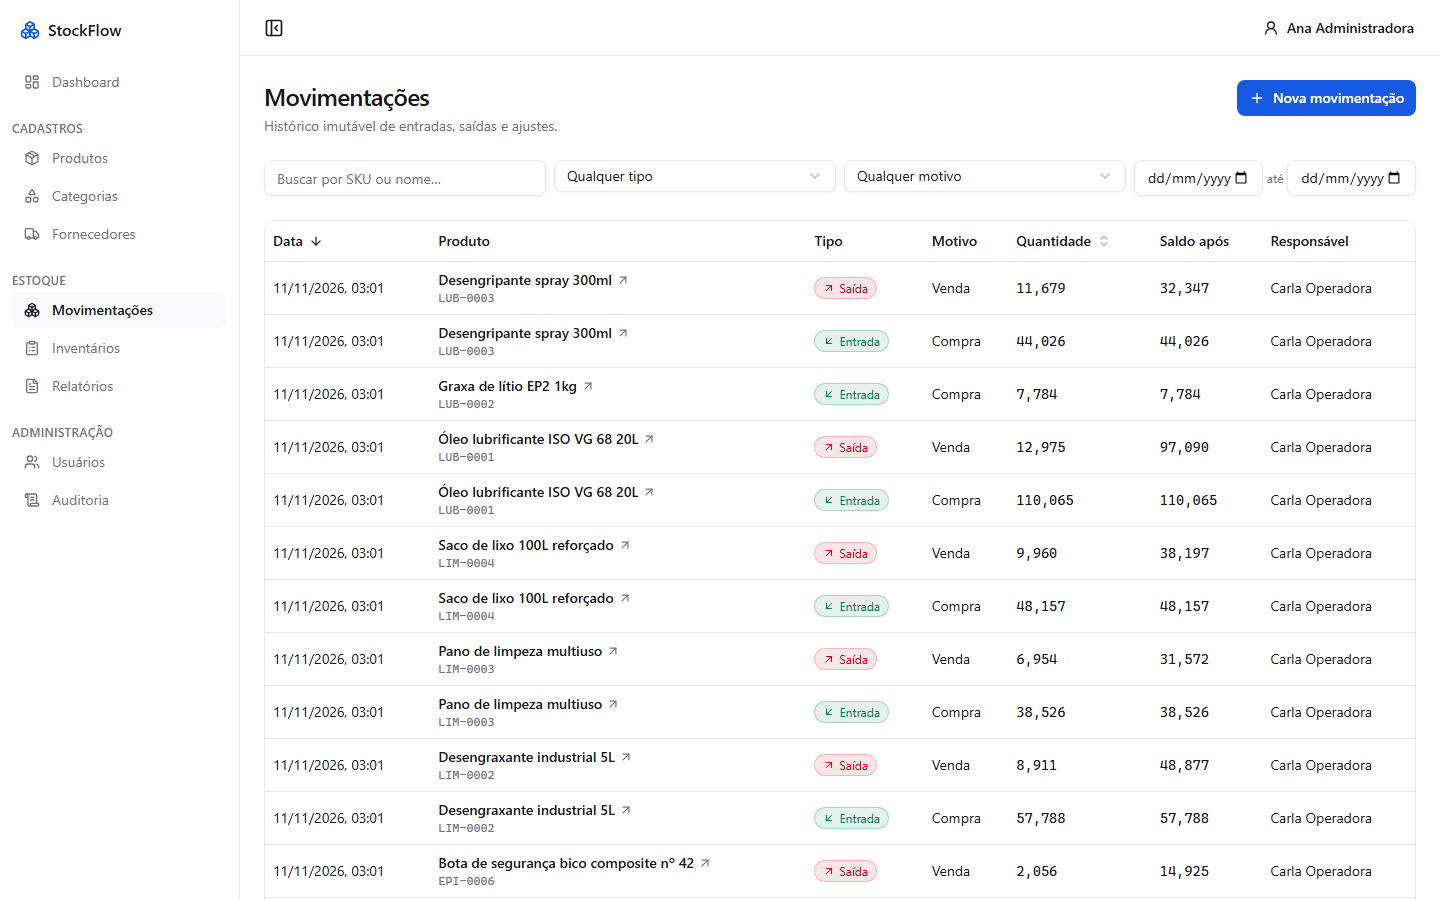 StockFlow
Dashboard
CADASTROS
Produtos
Categorias
Fornecedores
ESTOQUE
Movimentações
Inventários
Relatórios
ADMINISTRAÇÃO
Usuários
Auditoria
Ana Administradora
Movimentações
Histórico imutável de entradas, saídas e ajustes.
Nova movimentação
Buscar por SKU ou nome... Qualquer tipo Qualquer motivo dd/mm/yyyy até dd/mm/yyyy
Data Produto Tipo Motivo Quantidade Saldo após Responsável
11/11/2026, 03:01 Desengripante spray 300ml Saída Venda 11,679 32,347 Carla Operadora
LUB-0003
11/11/2026, 03:01 Desengripante spray 300ml Entrada Compra 44,026 44,026 Carla Operadora
LUB-0003
11/11/2026, 03:01 Graxa de lítio EP2 1kg Entrada Compra 7,784 7,784 Carla Operadora
LUB-0002
11/11/2026, 03:01 Óleo lubrificante ISO VG 68 20L Saída Venda 12,975 97,090 Carla Operadora
LUB-0001
11/11/2026, 03:01 Óleo lubrificante ISO VG 68 20L Entrada Compra 110,065 110,065 Carla Operadora
LUB-0001
11/11/2026, 03:01 Saco de lixo 100L reforçado Saída Venda 9,960 38,197 Carla Operadora
LIM-0004
11/11/2026, 03:01 Saco de lixo 100L reforçado Entrada Compra 48,157 48,157 Carla Operadora
LIM-0004
11/11/2026, 03:01 Pano de limpeza multiuso Saída Venda 6,954 31,572 Carla Operadora
LIM-0003
11/11/2026, 03:01 Pano de limpeza multiuso Entrada Compra 38,526 38,526 Carla Operadora
LIM-0003
11/11/2026, 03:01 Desengraxante industrial 5L Saída Venda 8,911 48,877 Carla Operadora
LIM-0002
11/11/2026, 03:01 Desengraxante industrial 5L Entrada Compra 57,788 57,788 Carla Operadora
LIM-0002
11/11/2026, 03:01 Bota de segurança bico composite nº 42 Saída Venda 2,056 14,925 Carla Operadora
EPI-0006